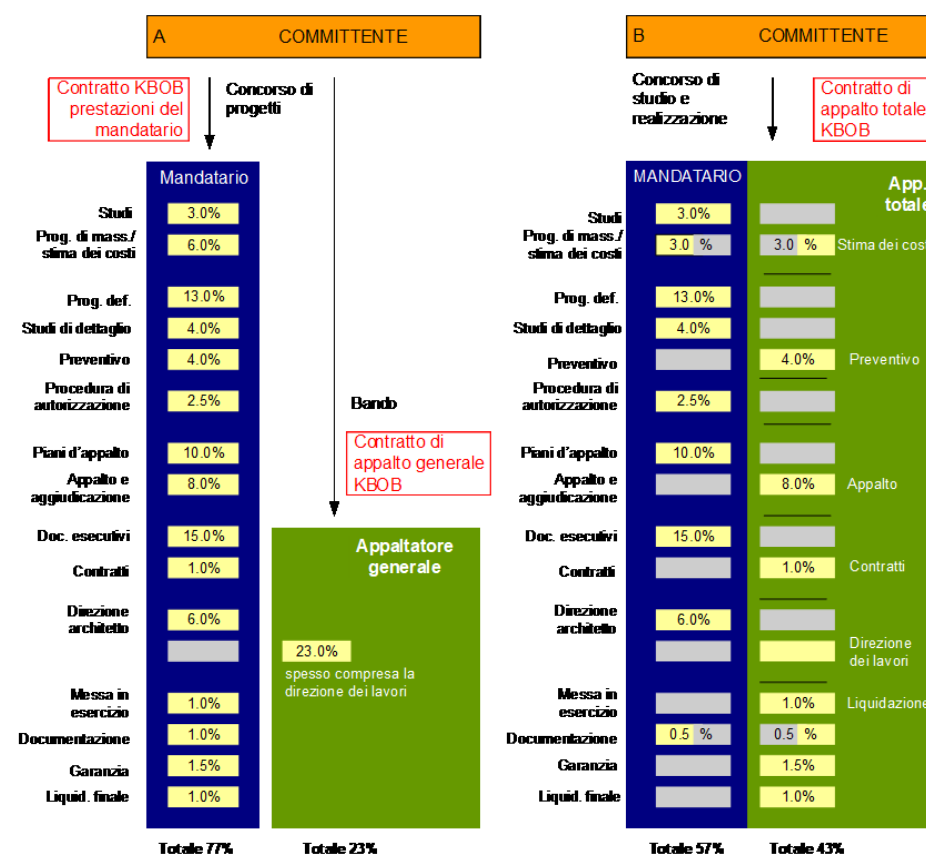 A COMMITTENTE
Contratto KBOB
prestazioni del
mandatario
Concorso di
progetti
Mandatario
Studi 3.0%
Prog. di mass./
stima dei costi 6.0%
Prog. def. 13.0%
Studi di dettaglio 4.0%
Preventivo 4.0%
Procedura di
autorizzazione 2.5%
Bando
Contratto di
appalto generale
KBOB
Piani d'appalto 10.0%
Appalto e
aggiudicazione 8.0%
Doc. esecutivi 15.0%
Contratti 1.0%
Direzione
architetto 6.0%
Appaltatore
generale
23.0%
spesso compresa la
direzione dei lavori
Messa in
esercizio 1.0%
Documentazione 1.0%
Garanzia 1.5%
Liquid. finale 1.0%
Totale 77% Totale 23%
B COMMITTENTE
Concorso di
studio e
realizzazione
Contratto di
appalto totale
KBOB
MANDATARIO
App.
totale
Studi 3.0%
Prog. di mass./
stima dei costi 3.0 % 3.0 % Stima dei cost
Prog. def. 13.0%
Studi di dettaglio 4.0%
Preventivo 4.0% Preventivo
Procedura di
autorizzazione 2.5%
Piani d'appalto 10.0%
Appalto e
aggiudicazione 8.0% Appalto
Doc. esecutivi 15.0%
Contratti 1.0% Contratti
Direzione
architetto 6.0%
Direzione
dei lavori
Messa in
esercizio 1.0% Liquidazione
Documentazione 0.5 % 0.5 %
Garanzia 1.5%
Liquid. finale 1.0%
Totale 57% Totale 43%